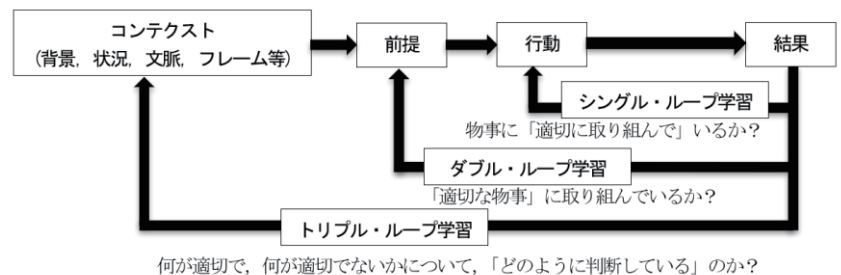 コンテクスト
（背景，状況，文脈，フレーム等）
前提
行動
結果
シングル・ループ学習
物事に「適切に取り組んで」いるか？
ダブル・ループ学習
「適切な物事」に取り組んでいるか？
トリプル・ループ学習
何が適切で，何が適切でないかについて，「どのように判断している」のか？